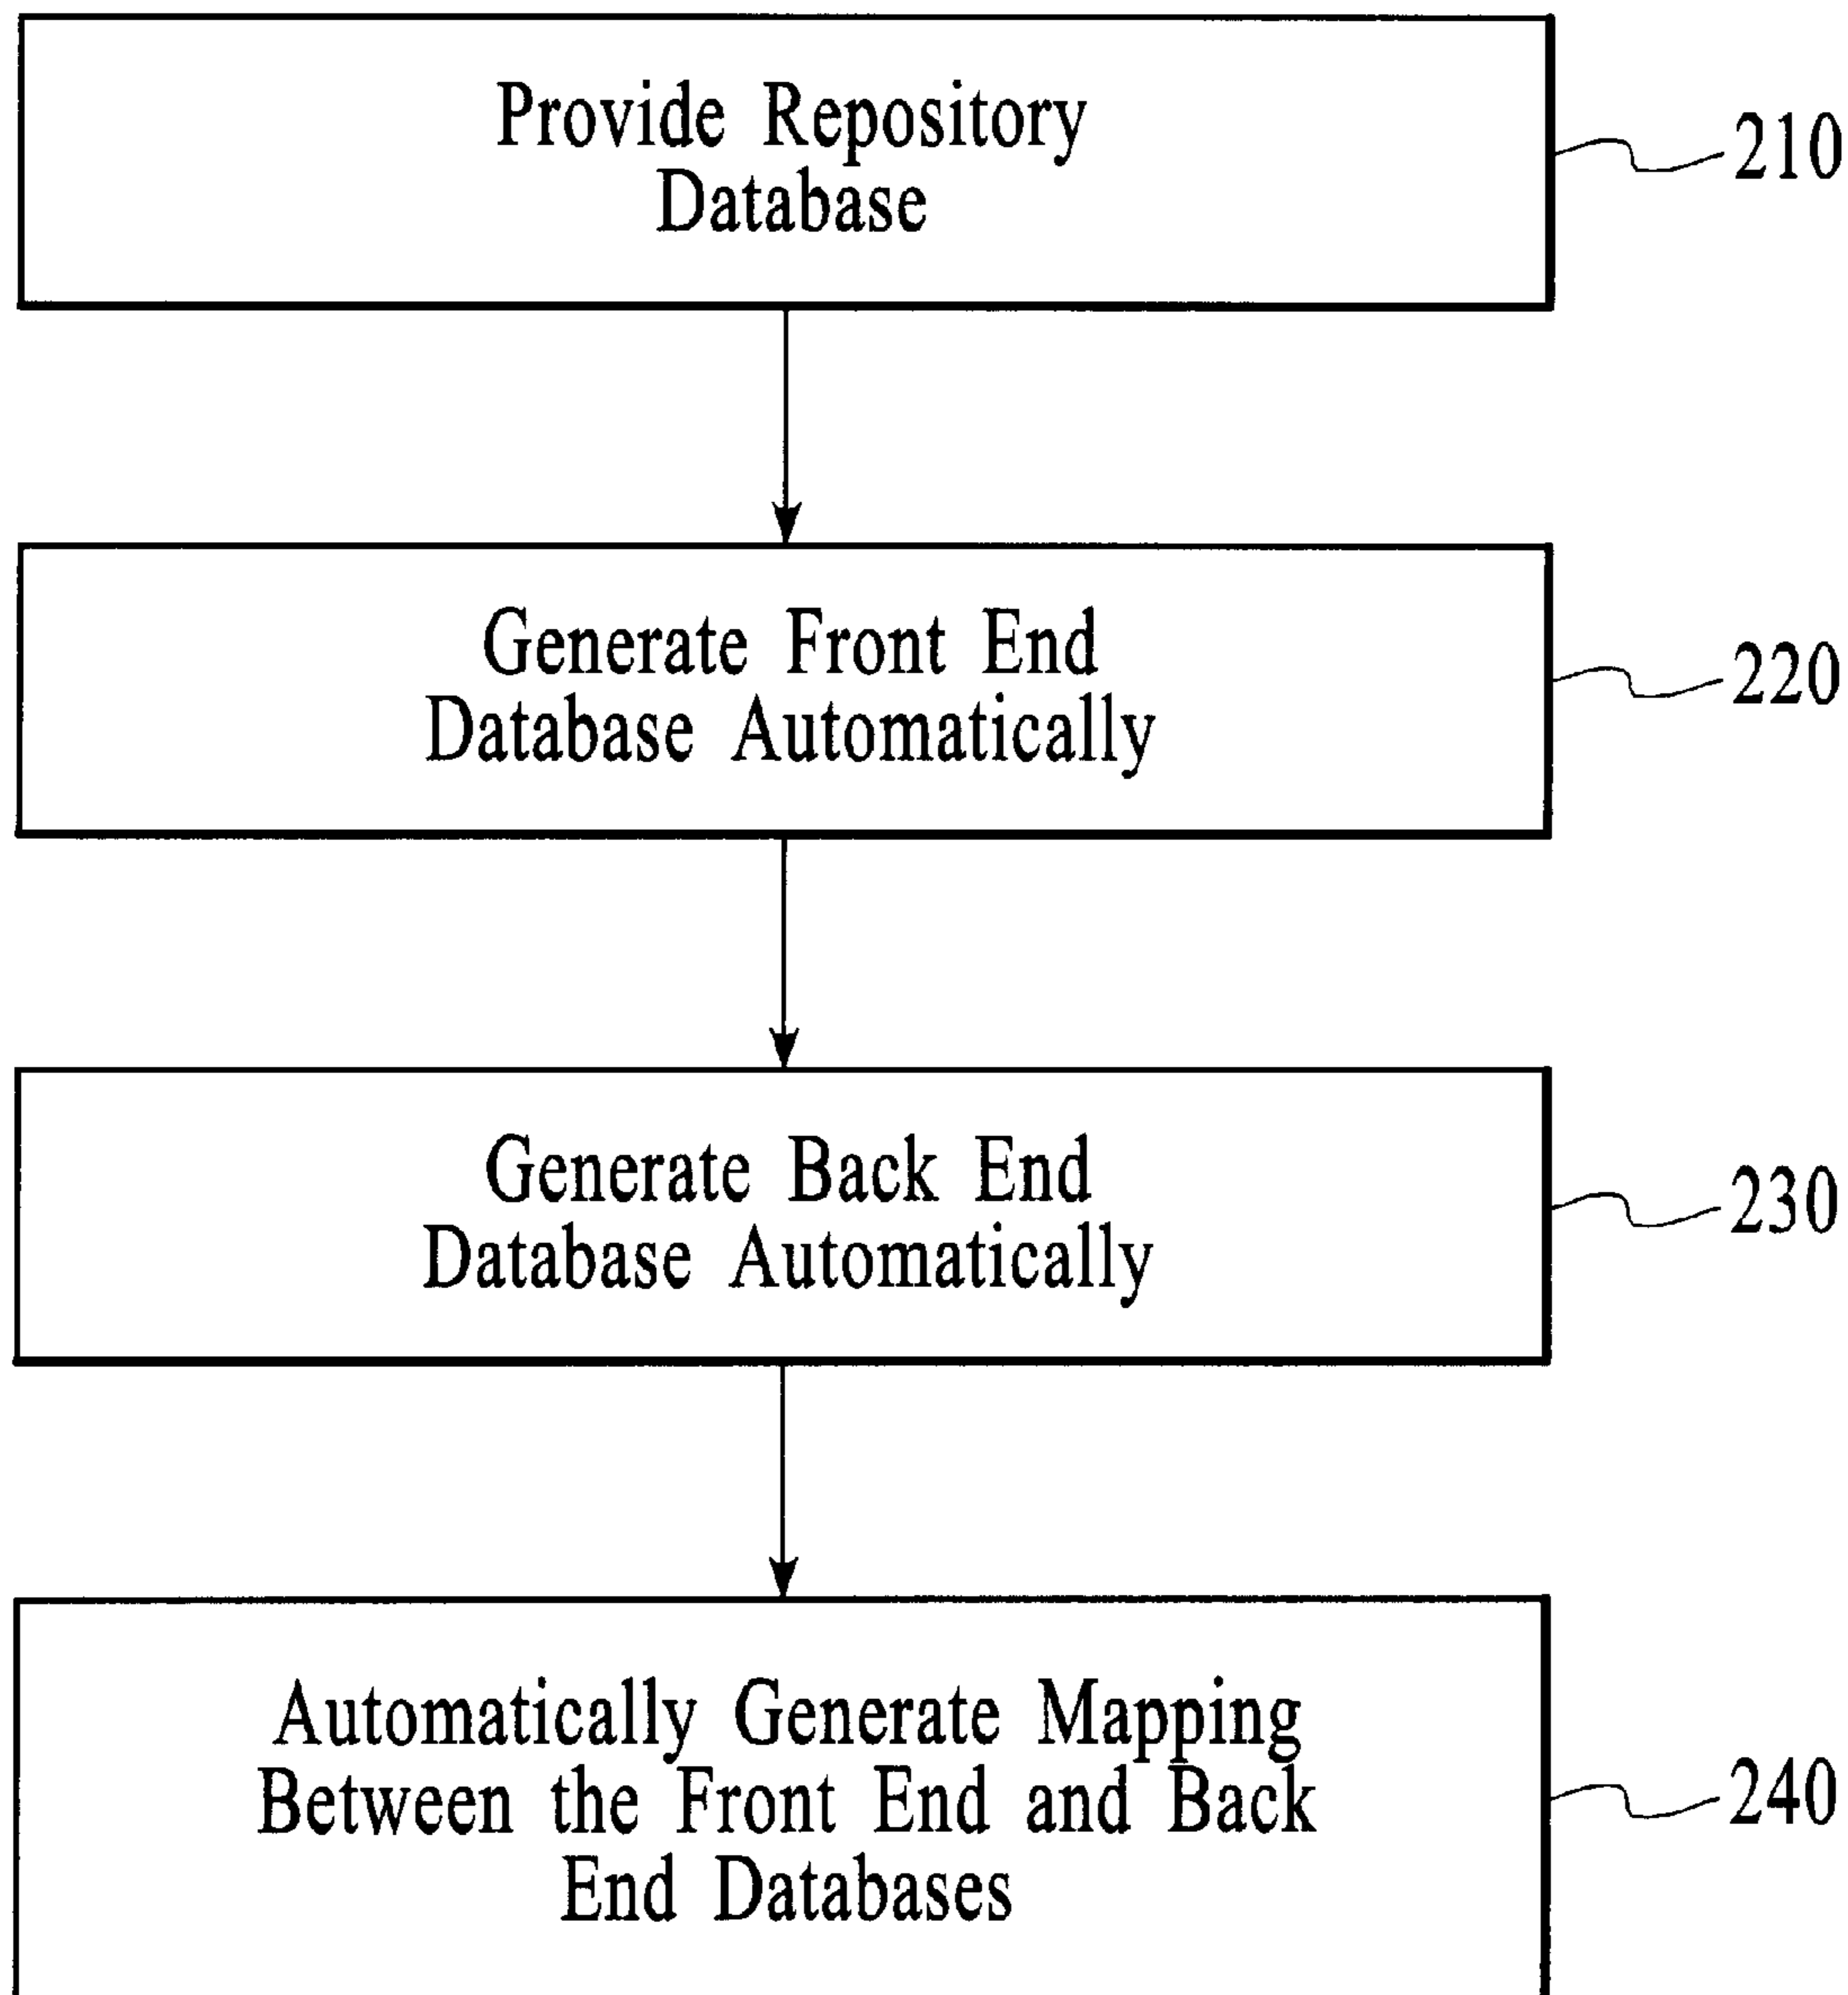 Provide Repository
Database
210
Generate Front End
Database Automatically
220
Generate Back End
Database Automatically
230
Automatically Generate Mapping
Between the Front End and Back
End Databases
240